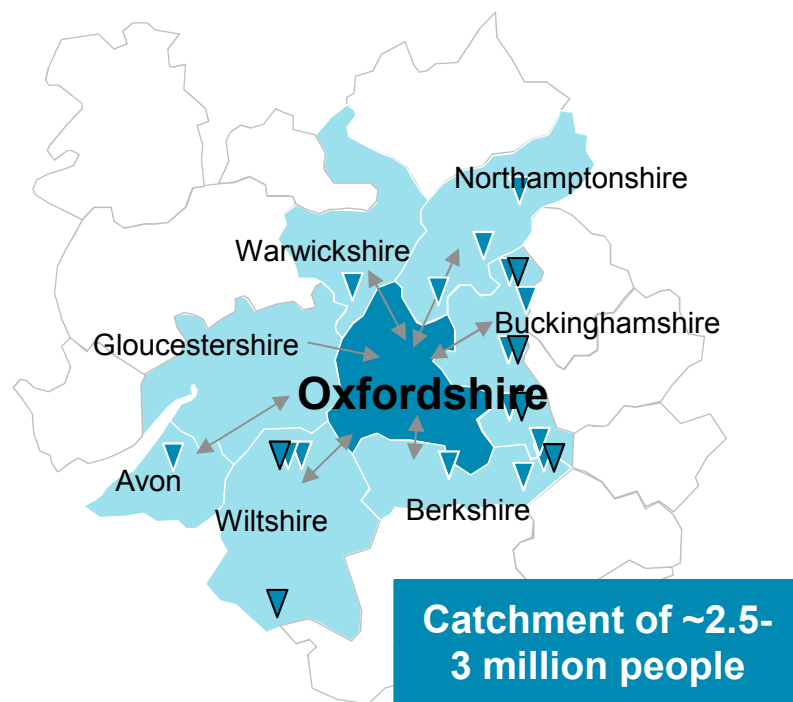 Northamptonshire
Warwickshire
Buckinghamshire
Gloucestershire
Oxfordshire
Avon
Wiltshire
Berkshire
Catchment of ~2.5-
3 million people